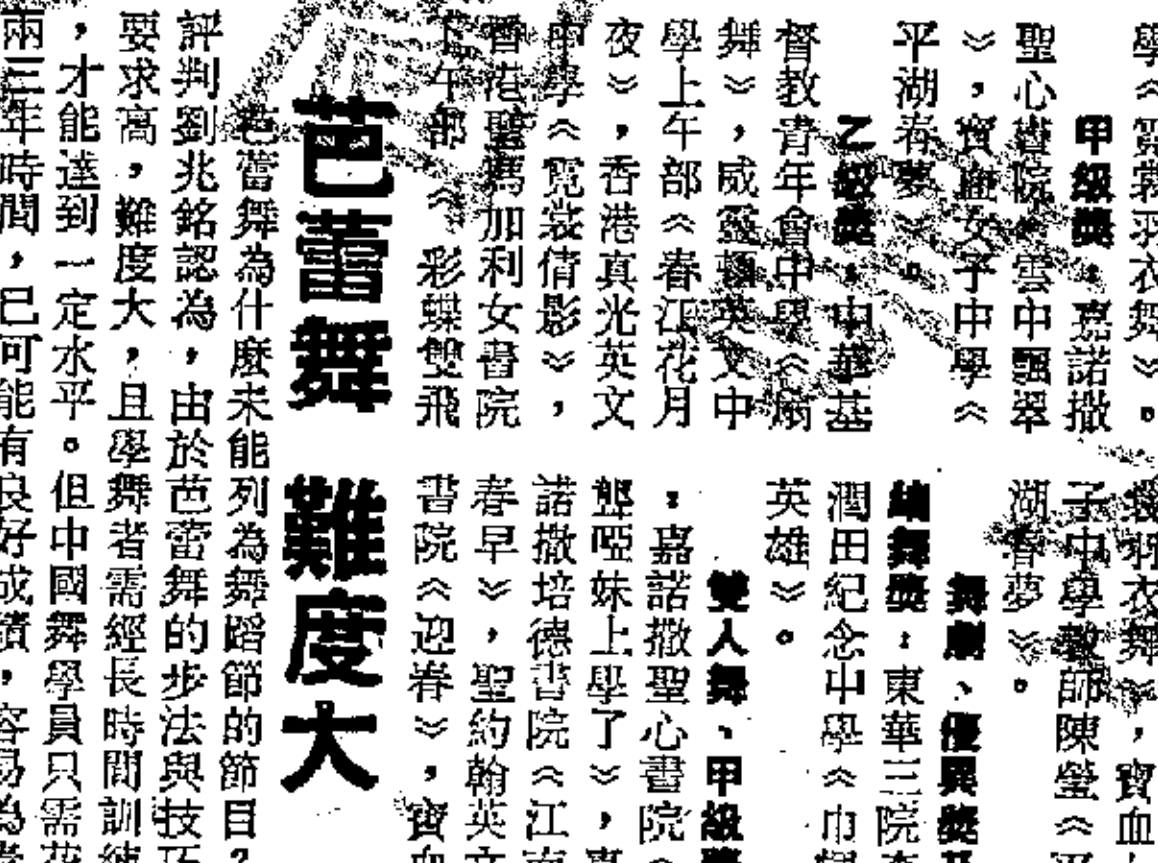 學《霓裳羽衣舞》。
甲級獎：嘉諾撒
聖心書院《雲中飄翠
》，寶血女子中學《
平湖春夢》。
乙級獎：中華基
督教青年會中學《扇
舞》，威靈頓英文中
學上午部《春江花月
夜》，香港真光英文
中學《霓裳倩影》，
香港聖瑪加利女書院
下午部《彩蝶雙飛
裳羽衣舞》，寶血
子中學教師陳瑩《平
湖春夢》。
舞劇、優異獎及
編舞獎：東華三院李
潤田紀念中學《巾幗
英雄》。
雙人舞、甲級獎
：嘉諾撒聖心書院《
聾啞妹上學了》，嘉
諾撒培德書院《江南
春早》，聖約翰英文
書院《迎春》，寶血
芭蕾舞 難度大
芭蕾舞為什麽未能列為舞蹈節的節目？
評判劉兆銘認為，由於芭蕾舞的步法與技巧
要求高，難度大，且學舞者需經長時間訓練
，才能達到一定水平。但中國舞學員只需花
兩三年時間，已可能有良好成績，容易為